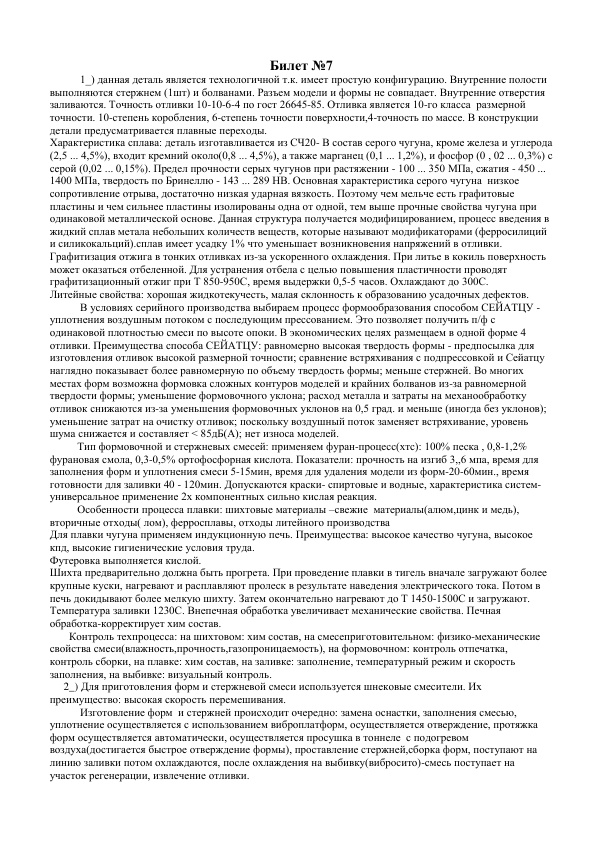 Билет №7
1_) данная деталь является технологичной т.к. имеет простую конфигурацию. Внутренние полости
выполняются стержнем (1шт) и болванами. Разъем модели и формы не совпадает. Внутренние отверстия
заливаются. Точность отливки 10-10-6-4 по гост 26645-85. Отливка является 10-го класса  размерной
точности. 10-степень коробления, 6-степень точности поверхности,4-точность по массе. В конструкции
детали предусматривается плавные переходы.
Характеристика сплава: деталь изготавливается из СЧ20- В состав серого чугуна, кроме железа и углерода
(2,5 ... 4,5%), входит кремний около(0,8 ... 4,5%), а также марганец (0,1 ... 1,2%), и фосфор (0 , 02 ... 0,3%) с
серой (0,02 ... 0,15%). Предел прочности серых чугунов при растяжении - 100 ... 350 МПа, сжатия - 450 ...
1400 МПа, твердость по Бринеллю - 143 ... 289 НВ. Основная характеристика серого чугуна  низкое
сопротивление отрыва, достаточно низкая ударная вязкость. Поэтому чем мельче есть графитовые
пластины и чем сильнее пластины изолированы одна от одной, тем выше прочные свойства чугуна при
одинаковой металлической основе. Данная структура получается модифицированием, процесс введения в
жидкий сплав метала небольших количеств веществ, которые называют модификаторами (ферросилиций
и силикокальций).сплав имеет усадку 1% что уменьшает возникновения напряжений в отливки.
Графитизация отжига в тонких отливках из-за ускоренного охлаждения. При литье в кокиль поверхность
может оказаться отбеленной. Для устранения отбела с целью повышения пластичности проводят
графитизационный отжиг при Т 850-950С, время выдержки 0,5-5 часов. Охлаждают до 300С.
Литейные свойства: хорошая жидкотекучесть, малая склонность к образованию усадочных дефектов.
В условиях серийного производства выбираем процесс формообразования способом СЕЙАТЦУ -
уплотнения воздушным потоком с последующим прессованием. Это позволяет получить п/ф с
одинаковой плотностью смеси по высоте опоки. В экономических целях размещаем в одной форме 4
отливки. Преимущества способа СЕЙАТЦУ: равномерно высокая твердость формы - предпосылка для
изготовления отливок высокой размерной точности; сравнение встряхивания с подпрессовкой и Сейатцу
наглядно показывает более равномерную по объему твердость формы; меньше стержней. Во многих
местах форм возможна формовка сложных контуров моделей и крайних болванов из-за равномерной
твердости формы; уменьшение формовочного уклона; расход металла и затраты на механообработку
отливок снижаются из-за уменьшения формовочных уклонов на 0,5 град. и меньше (иногда без уклонов);
уменьшение затрат на очистку отливок; поскольку воздушный поток заменяет встряхивание, уровень
шума снижается и составляет < 85дБ(А); нет износа моделей.
Тип формовочной и стержневых смесей: применяем фуран-процесс(хтс): 100% песка , 0,8-1,2%
фурановая смола, 0,3-0,5% ортофосфорная кислота. Показатели: прочность на изгиб 3,,6 мпа, время для
заполнения форм и уплотнения смеси 5-15мин, время для удаления модели из форм-20-60мин., время
готовности для заливки 40 - 120мин. Допускаются краски- спиртовые и водные, характеристика систем-
универсальное применение 2х компонентных сильно кислая реакция.
Особенности процесса плавки: шихтовые материалы –свежие  материалы(алюм,цинк и медь),
вторичные отходы( лом), ферросплавы, отходы литейного производства
Для плавки чугуна применяем индукционную печь. Преимущества: высокое качество чугуна, высокое
кпд, высокие гигиенические условия труда.
Футеровка выполняется кислой.
Шихта предварительно должна быть прогрета. При проведение плавки в тигель вначале загружают более
крупные куски, нагревают и расплавляют пролеск в результате наведения электрического тока. Потом в
печь докидывают более мелкую шихту. Затем окончательно нагревают до Т 1450-1500С и загружают.
Температура заливки 1230С. Внепечная обработка увеличивает механические свойства. Печная
обработка-корректирует хим состав.
Контроль техпроцесса: на шихтовом: хим состав, на смесеприготовительном: физико-механические
свойства смеси(влажность,прочность,газопроницаемость), на формовочном: контроль отпечатка,
контроль сборки, на плавке: хим состав, на заливке: заполнение, температурный режим и скорость
заполнения, на выбивке: визуальный контроль.
2_) Для приготовления форм и стержневой смеси используется шнековые смесители. Их
преимущество: высокая скорость перемешивания.
Изготовление форм  и стержней происходит очередно: замена оснастки, заполнения смесью,
уплотнение осуществляется с использованием виброплатформ, осуществляется отверждение, протяжка
форм осуществляется автоматически, осуществляется просушка в тоннеле  с подогревом
воздуха(достигается быстрое отверждение формы), проставление стержней,сборка форм, поступают на
линию заливки потом охлаждаются, после охлаждения на выбивку(вибросито)-смесь поступает на
участок регенерации, извлечение отливки.